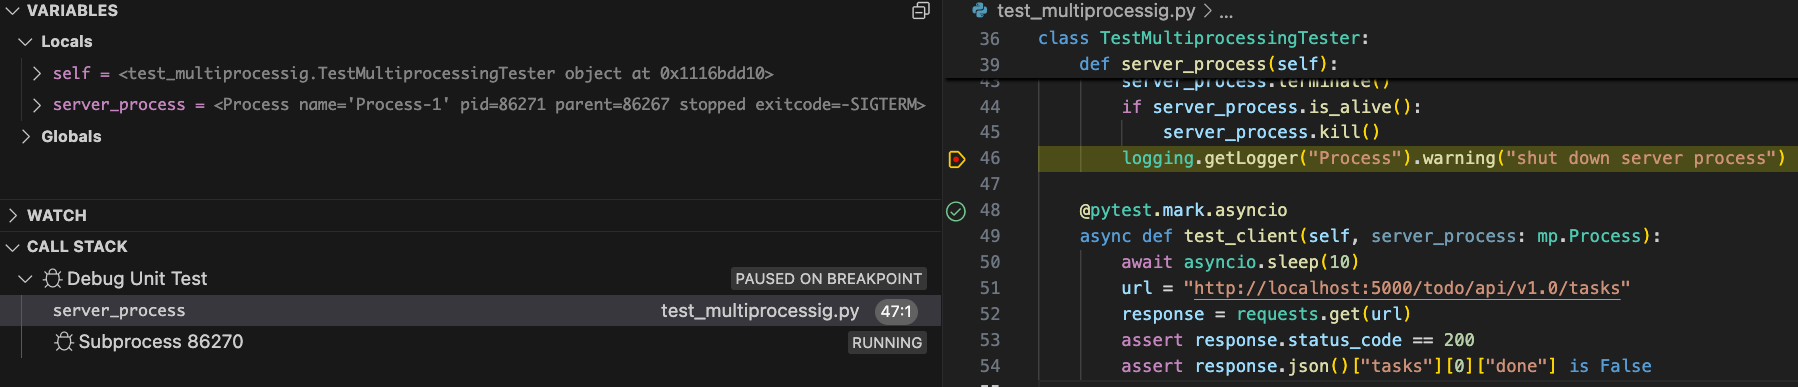 VARIABLES
Locals
self = <test_multiprocessig.TestMultiprocessingTester object at 0x1116bdd10>
server_process = <Process name='Process-1' pid=86271 parent=86267 stopped exitcode=-SIGTERM>
Globals
WATCH
CALL STACK
Debug Unit Test PAUSED ON BREAKPOINT
server_process test_multiprocessig.py 47:1
Subprocess 86270 RUNNING
test_multiprocessig.py > ...
36 class TestMultiprocessingTester:
39 def server_process(self):
43 server_process.terminate()
44 if server_process.is_alive():
45 server_process.kill()
46 logging.getLogger("Process").warning("shut down server process")
47
48 @pytest.mark.asyncio
49 async def test_client(self, server_process: mp.Process):
50 await asyncio.sleep(10)
51 url = "http://localhost:5000/todo/api/v1.0/tasks"
52 response = requests.get(url)
53 assert response.status_code == 200
54 assert response.json()["tasks"][0]["done"] is False